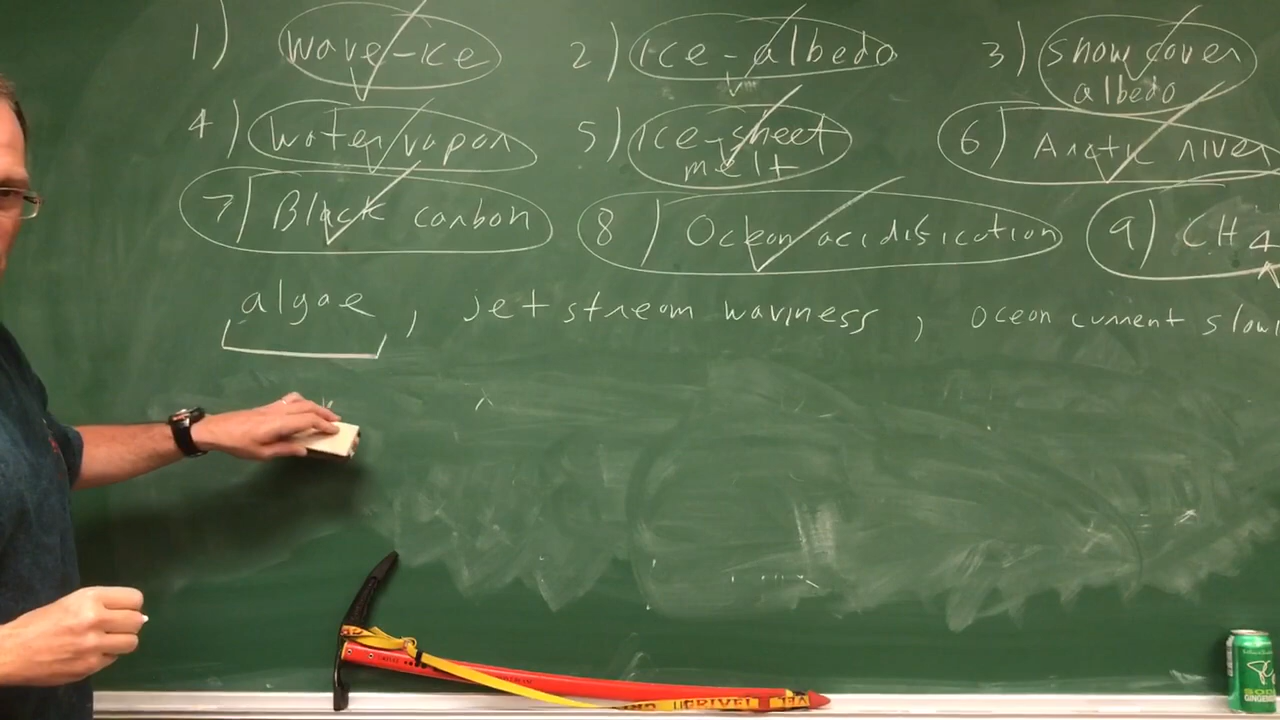 1) wave-ice 2) ice-albedo 3) snow cover
albedo
4) water vapor 5) ice-sheet
melt 6) Arctic river
7) Black carbon 8) Ocean acidification 9) CH4
algae, jet stream waviness, ocean current slow